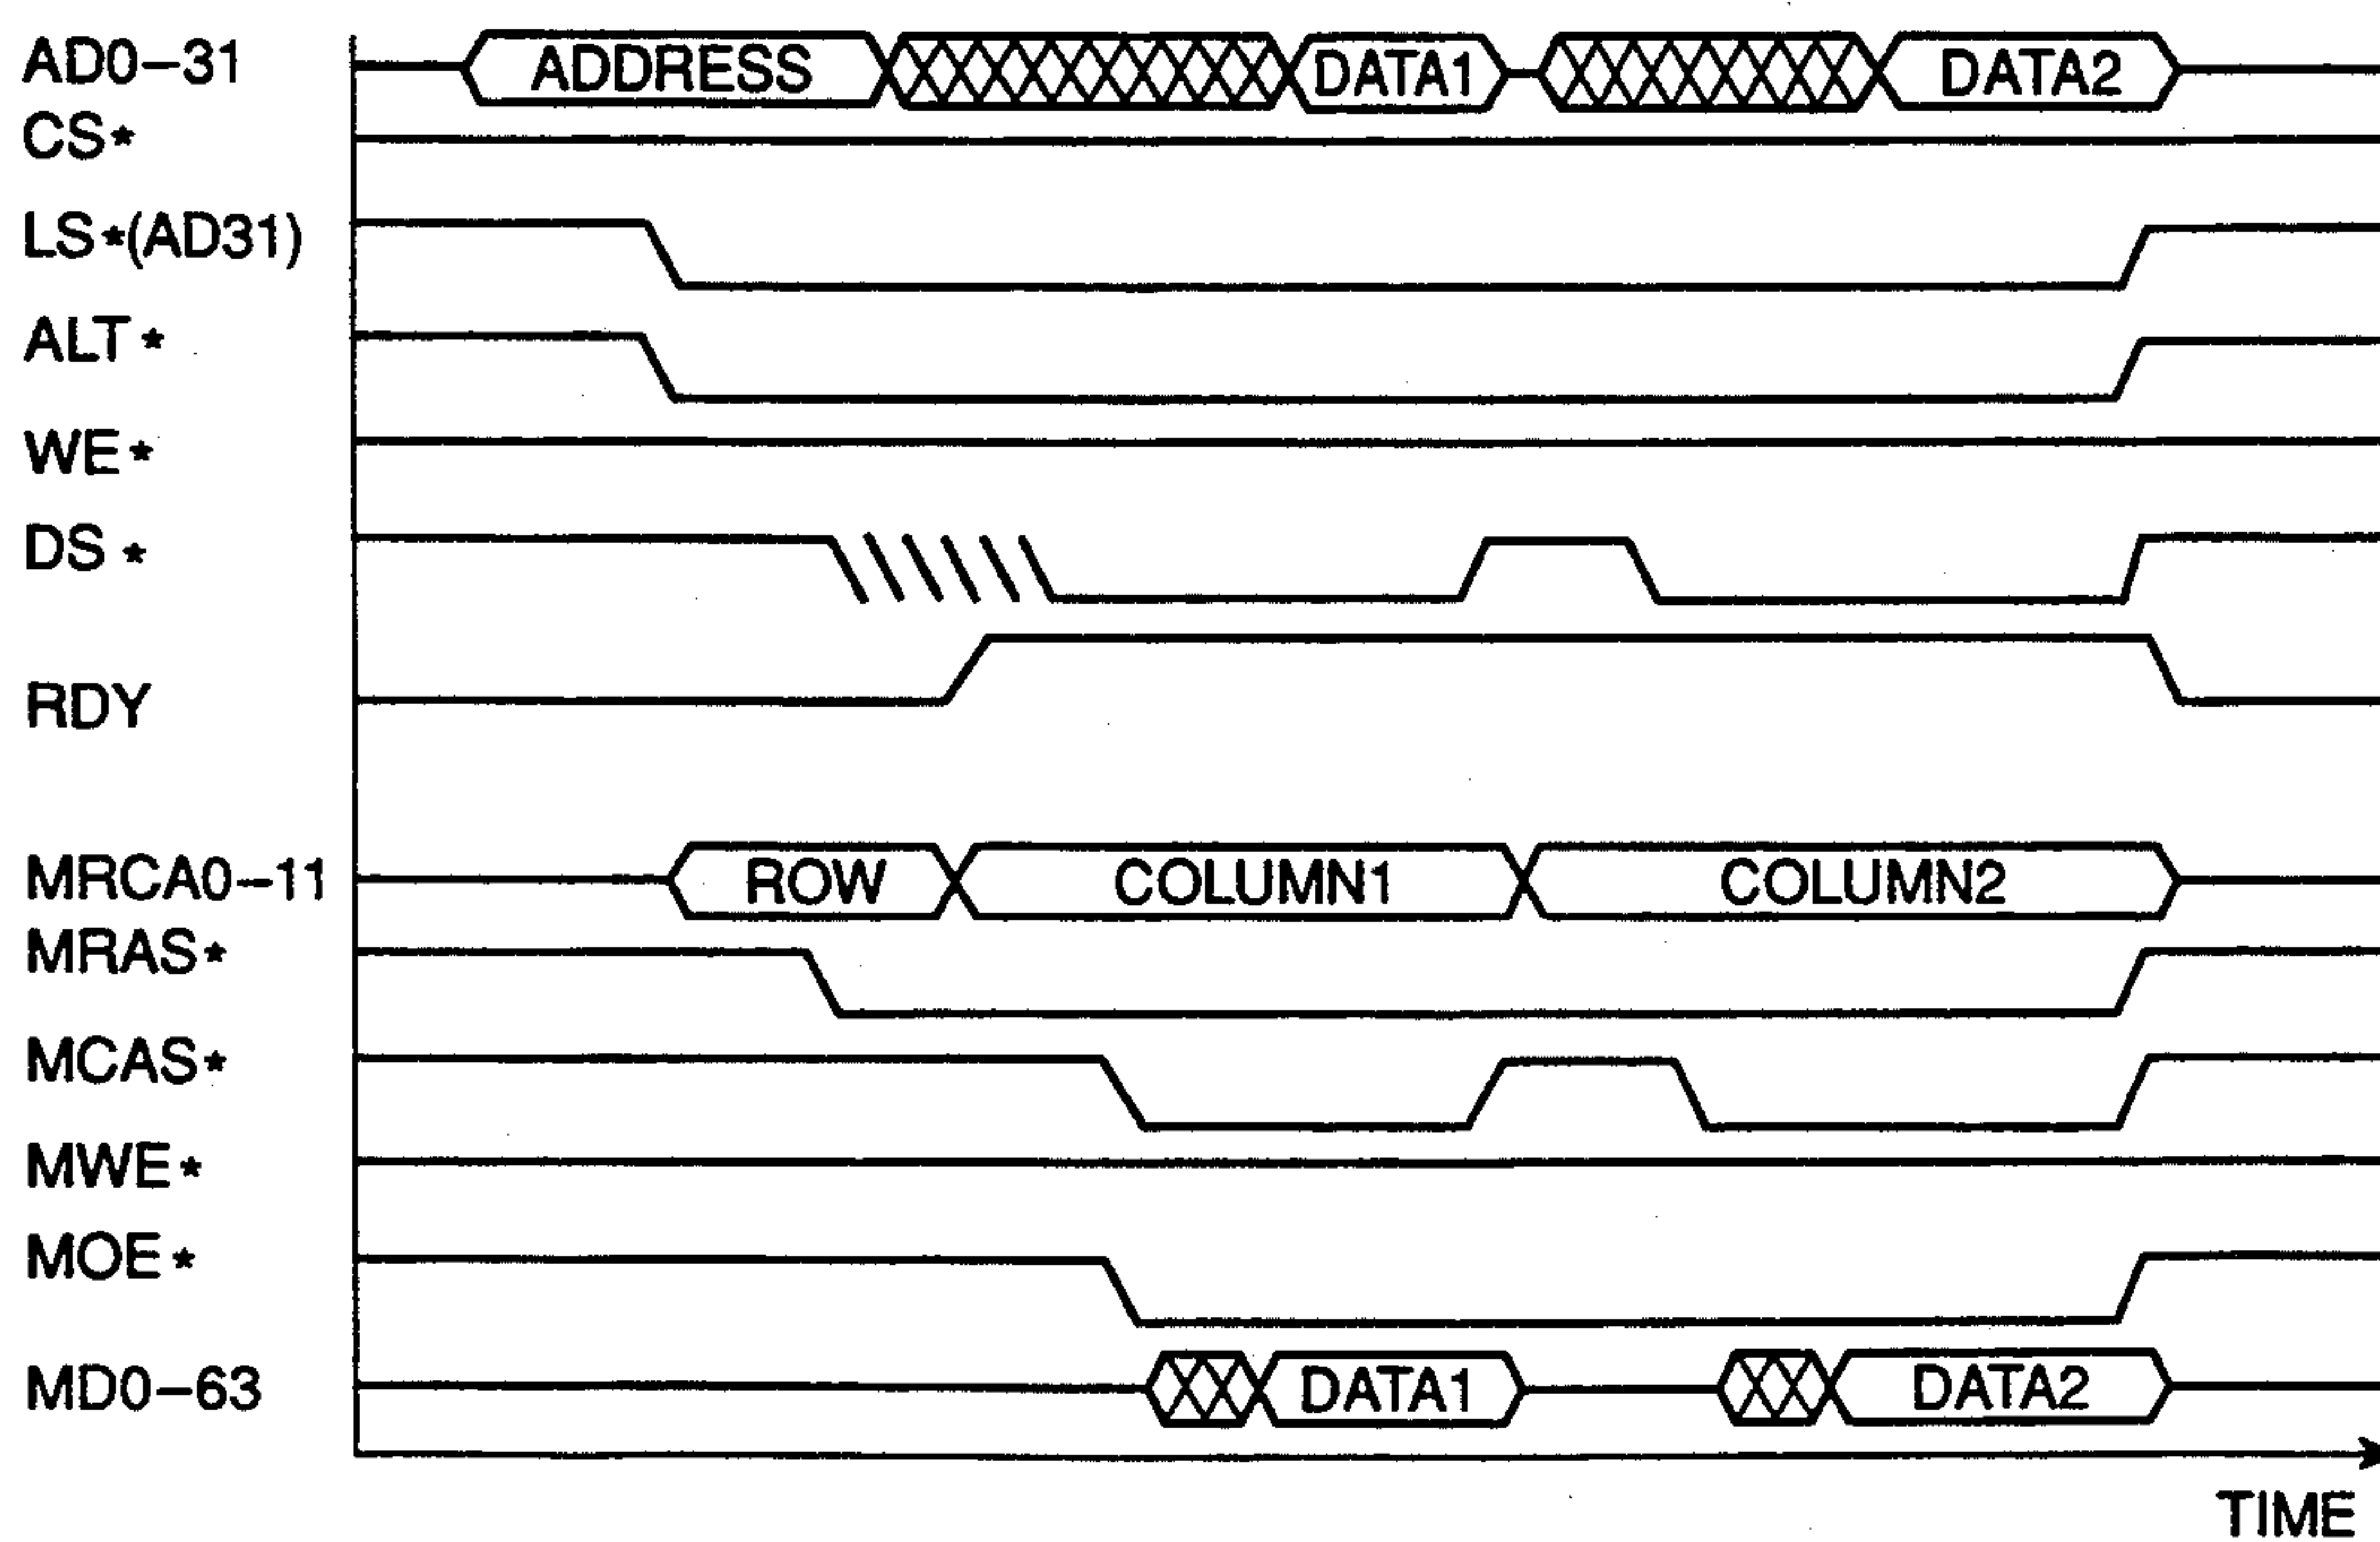 AD0–31 ADDRESS DATA1 DATA2
CS*
LS*(AD31)
ALT*
WE*
DS*
RDY
MRCA0–11 ROW COLUMN1 COLUMN2
MRAS*
MCAS*
MWE*
MOE*
MD0–63 DATA1 DATA2
TIME